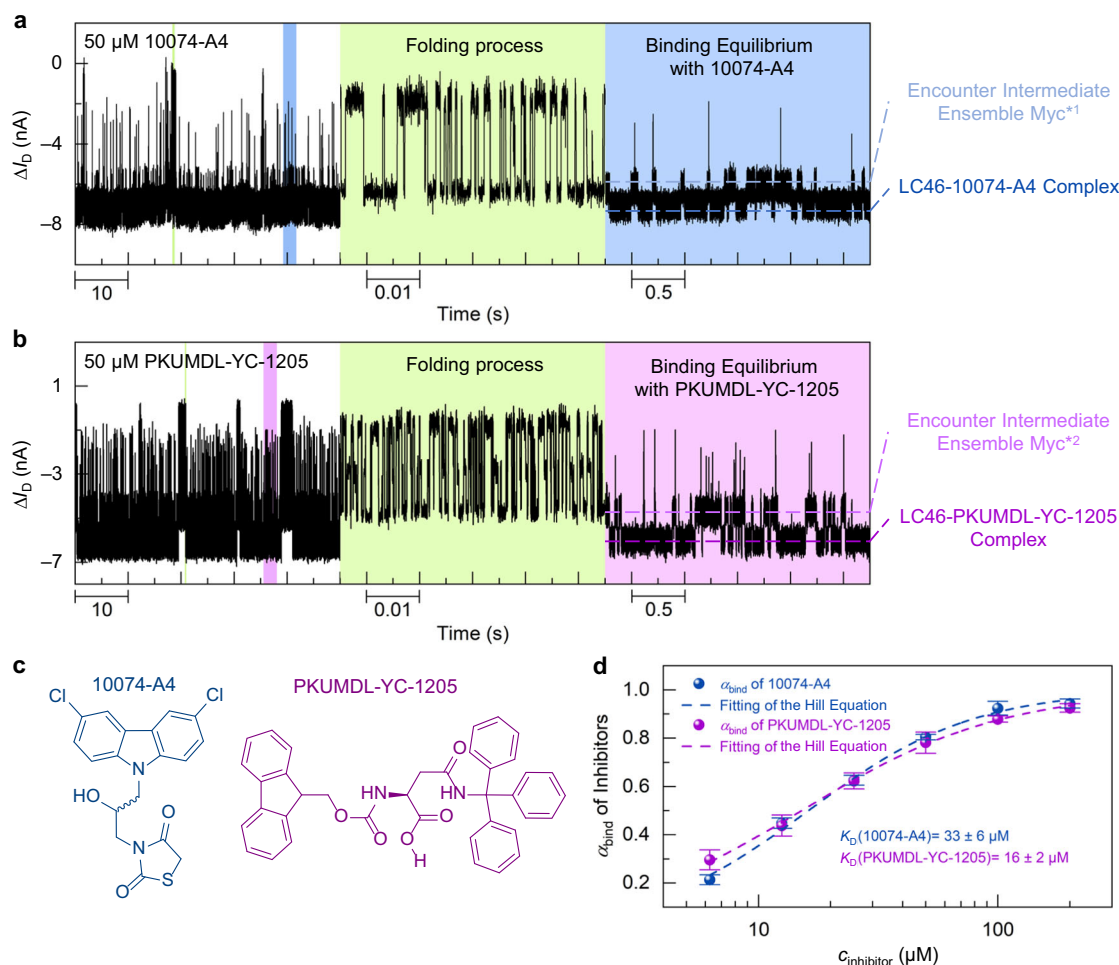 a
50 µM 10074-A4
Folding process
Binding Equilibrium
with 10074-A4
0
−4
−8
ΔI_D (nA)
Encounter Intermediate
Ensemble Myc*1
LC46-10074-A4 Complex
10
0.01
0.5
Time (s)
b
50 µM PKUMDL-YC-1205
Folding process
Binding Equilibrium
with PKUMDL-YC-1205
1
−3
−7
ΔI_D (nA)
Encounter Intermediate
Ensemble Myc*2
LC46-PKUMDL-YC-1205
Complex
10
0.01
0.5
Time (s)
c
10074-A4
Cl
Cl
N
HO
N
O
O
S
PKUMDL-YC-1205
O
HN
NH
O
O
O
O
H
d
α_bind of 10074-A4
Fitting of the Hill Equation
α_bind of PKUMDL-YC-1205
Fitting of the Hill Equation
K_D(10074-A4)= 33 ± 6 µM
K_D(PKUMDL-YC-1205)= 16 ± 2 µM
1.0
0.8
0.6
0.4
0.2
α_bind of Inhibitors
10
100
c_inhibitor (µM)